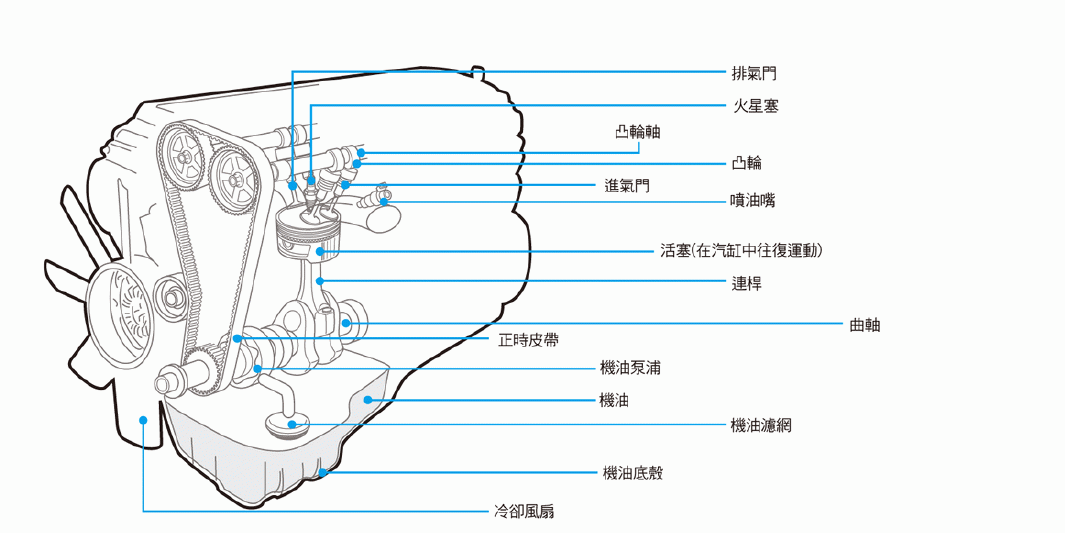 排氣門
火星塞
凸輪軸
凸輪
進氣門
噴油嘴
活塞(在汽缸中往復運動)
連桿
曲軸
正時皮帶
機油泵浦
機油
機油濾網
機油底殼
冷卻風扇